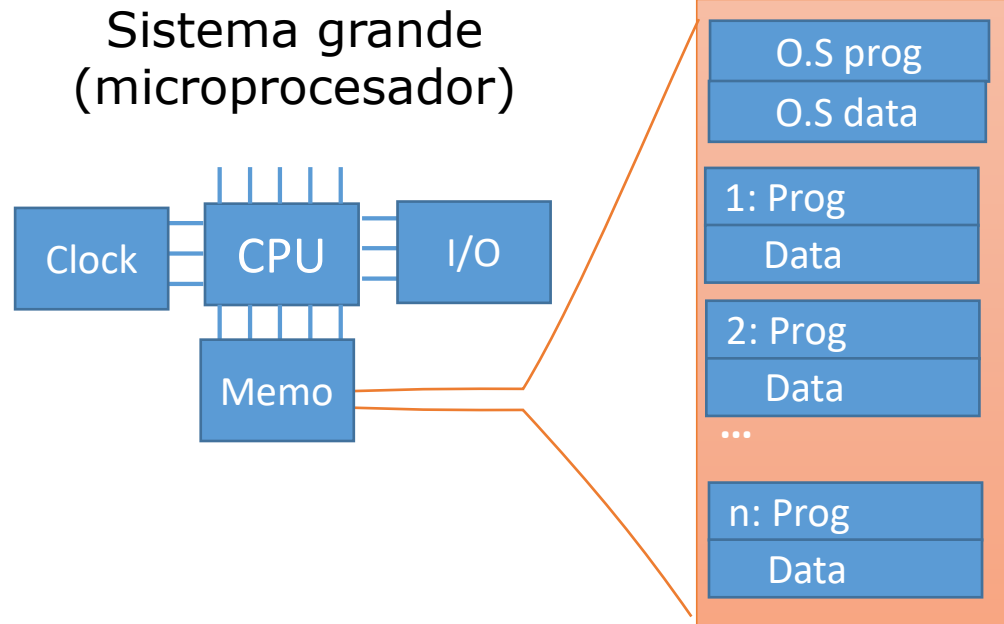 Sistema grande
(microprocesador)
Clock
CPU
I/O
Memo
O.S prog
O.S data
1: Prog
Data
2: Prog
Data
...
n: Prog
Data